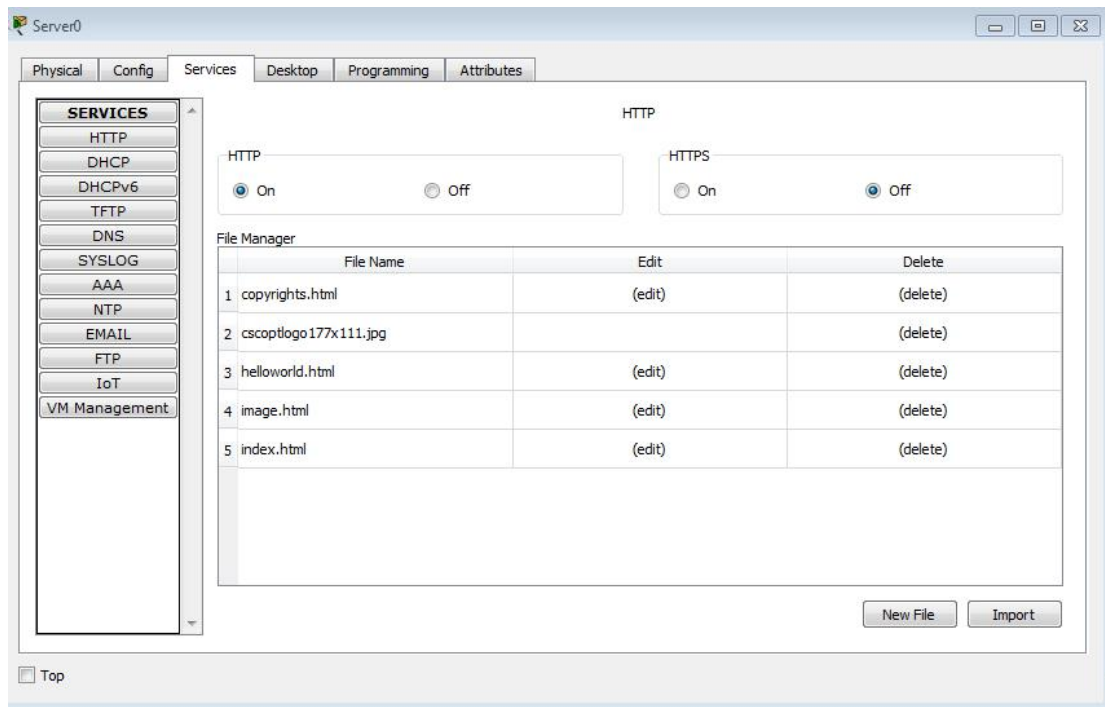 Server0
Physical Config Services Desktop Programming Attributes
SERVICES
HTTP
DHCP
DHCPv6
TFTP
DNS
SYSLOG
AAA
NTP
EMAIL
FTP
IoT
VM Management
HTTP
HTTP
On Off
HTTPS
On Off
File Manager
File Name Edit Delete
1 copyrights.html (edit) (delete)
2 cscoptlogo177x111.jpg (delete)
3 helloworld.html (edit) (delete)
4 image.html (edit) (delete)
5 index.html (edit) (delete)
New File Import
Top